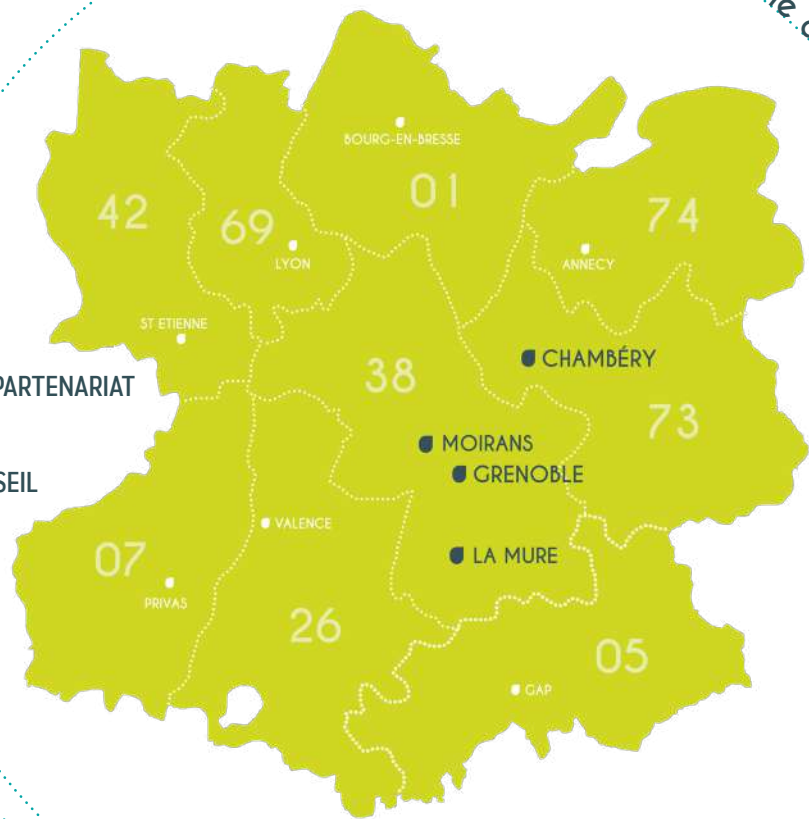 BOURG-EN-BRESSE
01
42
69
74
LYON
ANNECY
ST ETIENNE
CHAMBÉRY
38
PARTENARIAT
73
MOIRANS
GRENOBLE
VALENCE
07
LA MURE
PRIVAS
26
05
GAP